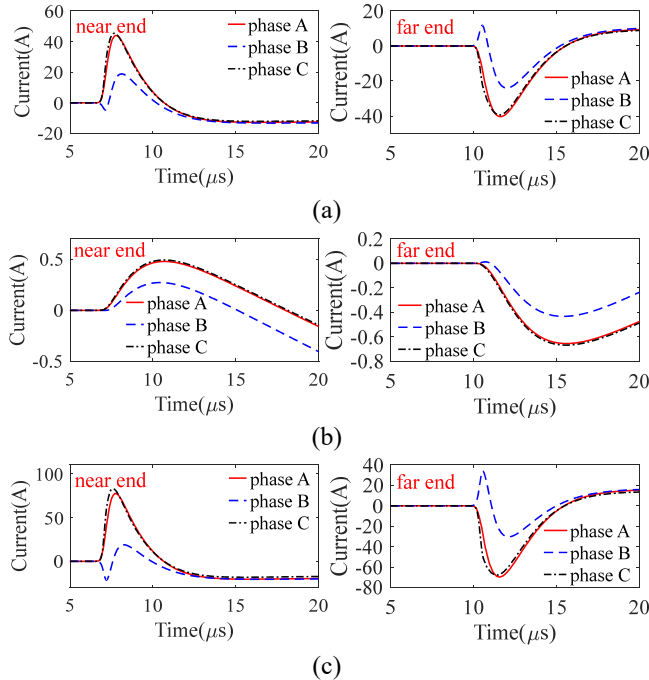 near end
phase A
phase B
phase C
Current(A)
60
40
20
0
-20
5
10
15
20
Time(μs)
far end
phase A
phase B
phase C
Current(A)
20
0
-20
-40
5
10
15
20
Time(μs)
(a)
near end
phase A
phase B
phase C
Current(A)
0.5
0
-0.5
5
10
15
20
Time(μs)
far end
phase A
phase B
phase C
Current(A)
0.2
0
-0.2
-0.4
-0.6
-0.8
5
10
15
20
Time(μs)
(b)
near end
phase A
phase B
phase C
Current(A)
100
50
0
5
10
15
20
Time(μs)
far end
phase A
phase B
phase C
Current(A)
40
20
0
-20
-40
-60
-80
5
10
15
20
Time(μs)
(c)